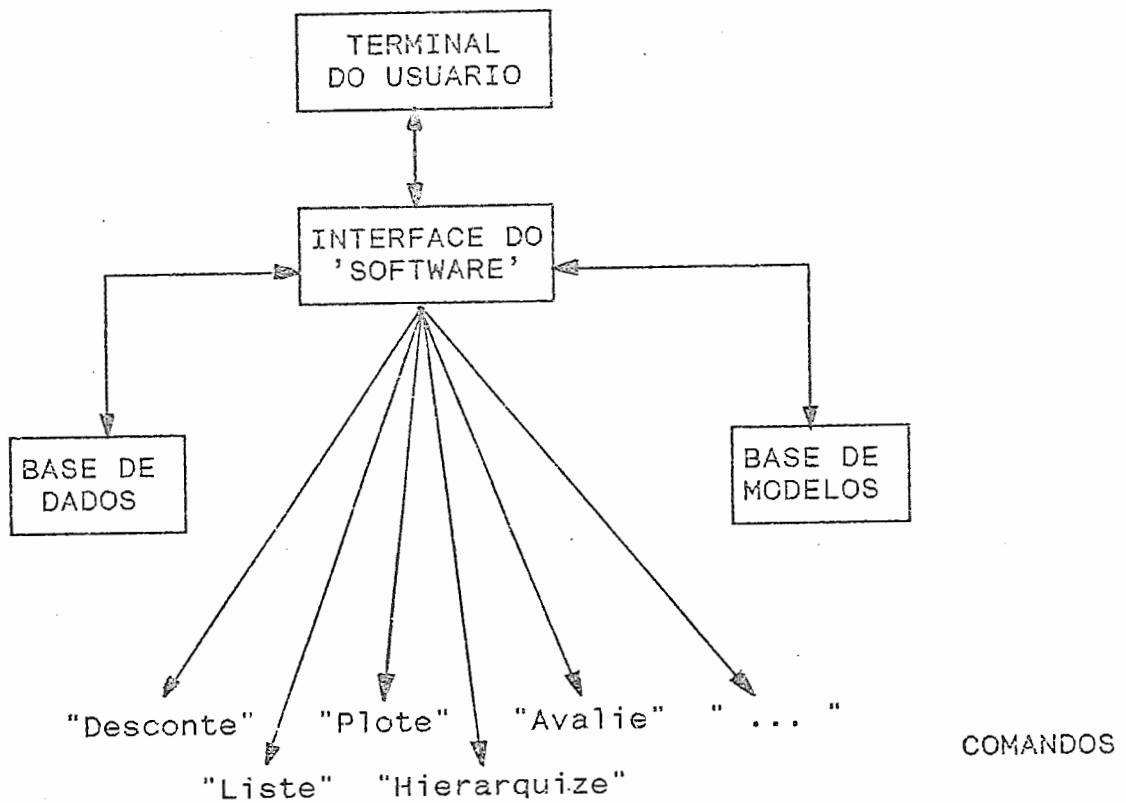 TERMINAL
DO USUARIO
INTERFACE DO
'SOFTWARE'
BASE DE
DADOS
BASE DE
MODELOS
"Desconte" "Plote" "Avalie" " ... "
COMANDOS
"Liste" "Hierarquize"